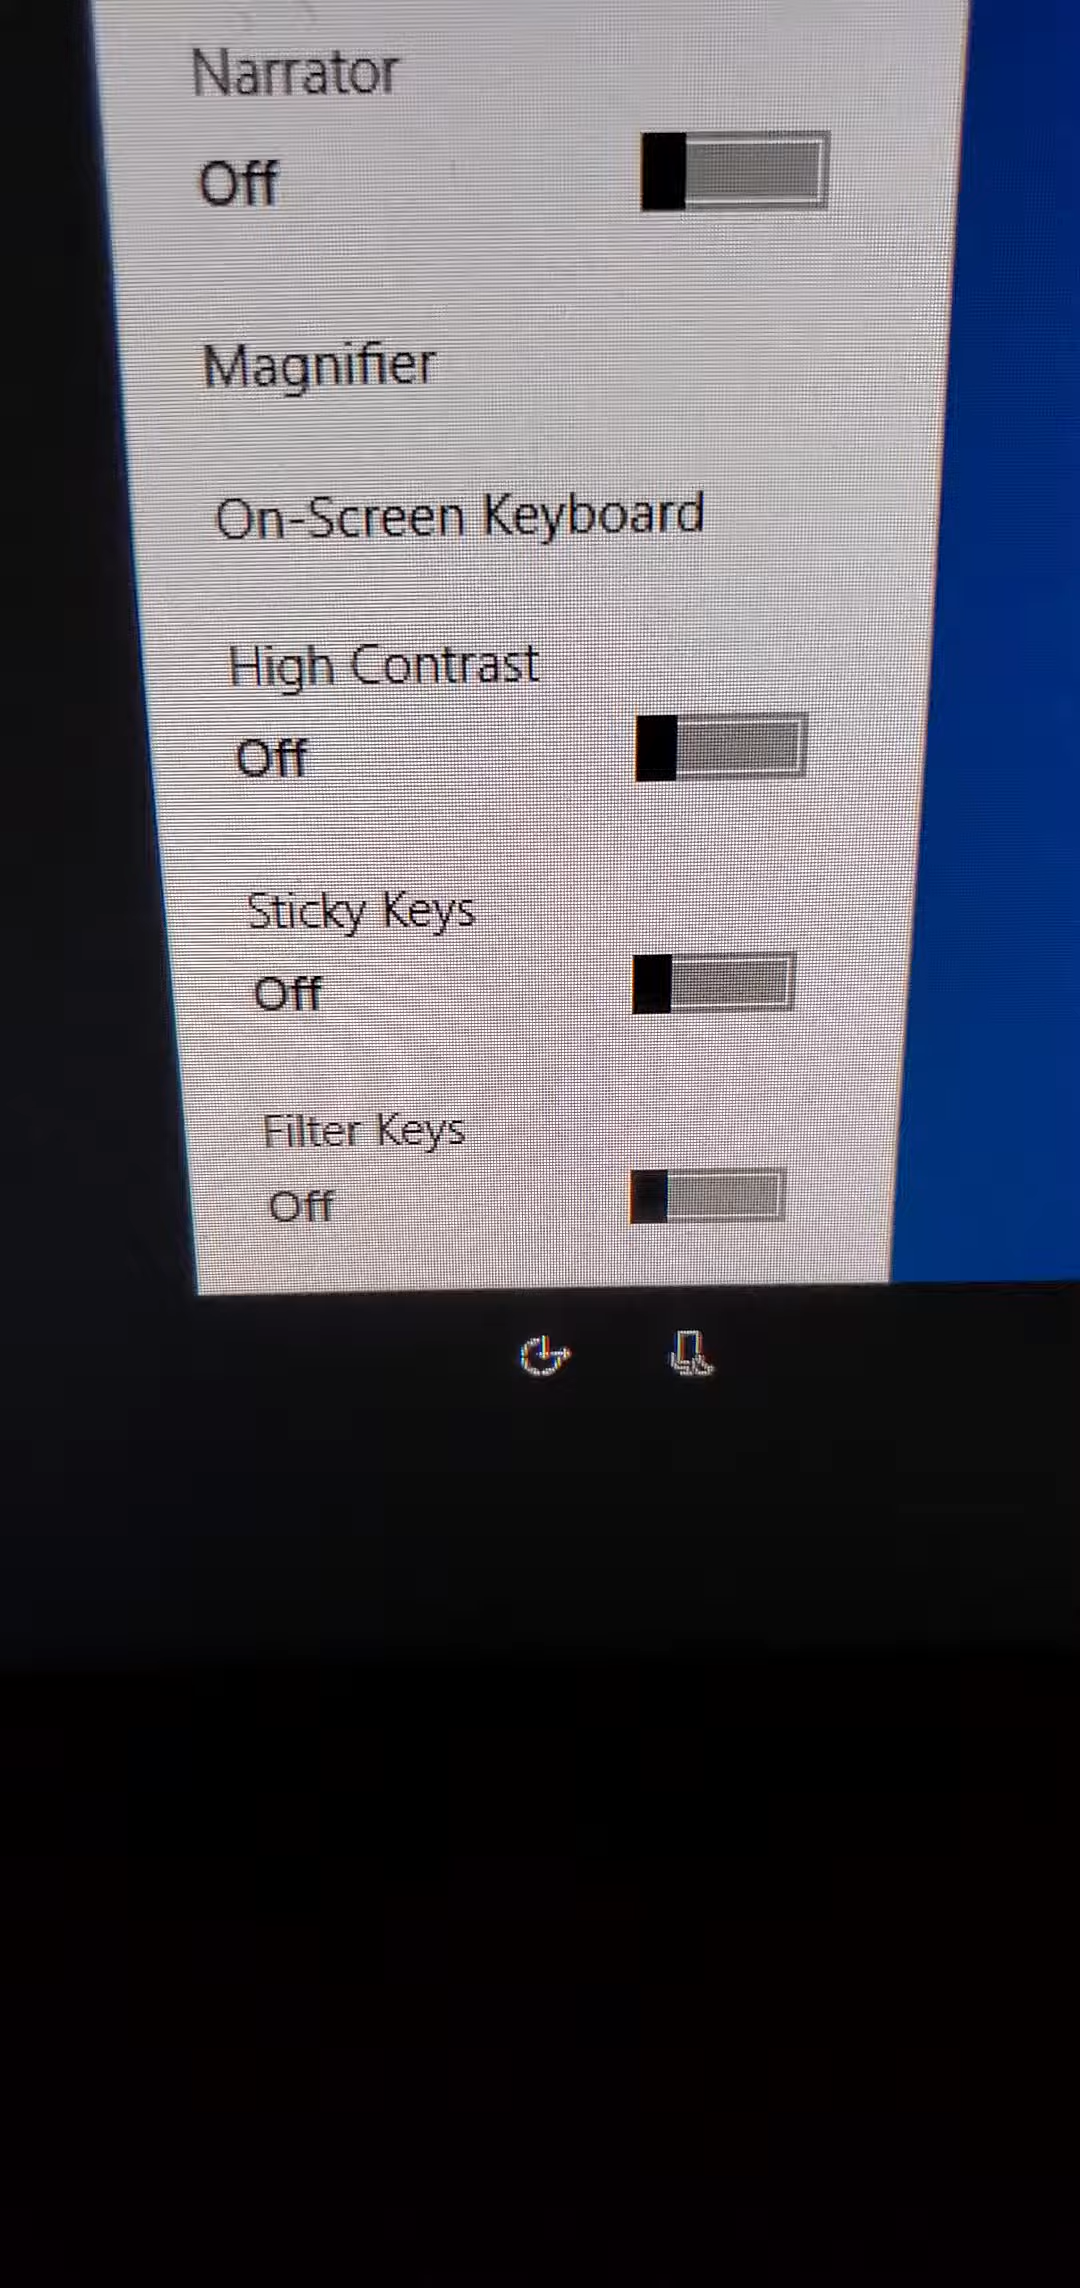 Narrator
Off
Magnifier
On-Screen Keyboard
High Contrast
Off
Sticky Keys
Off
Filter Keys
Off